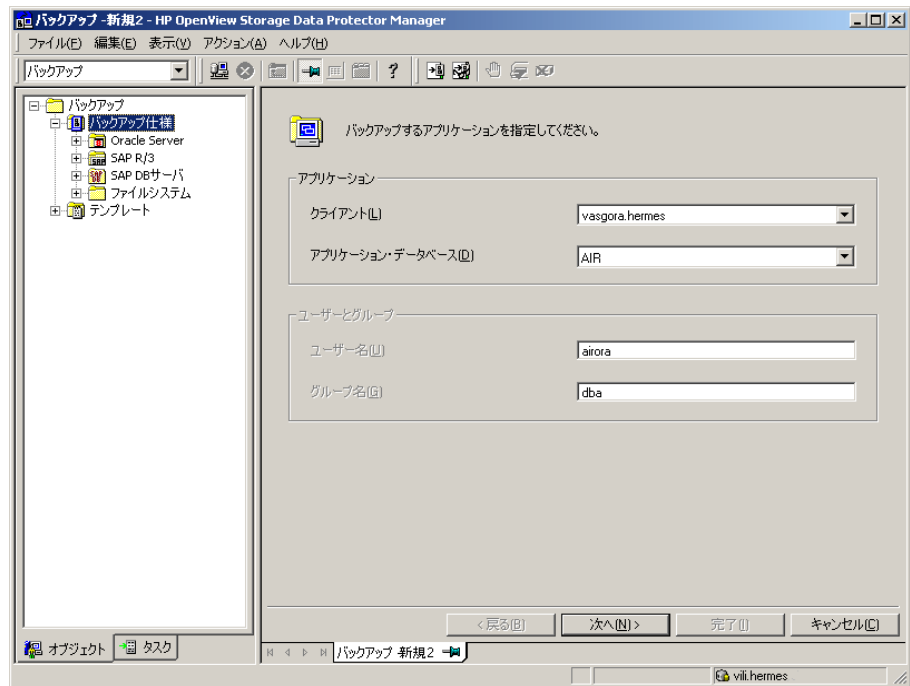 バックアップ -新規2 - HP OpenView Storage Data Protector Manager
ファイル(F) 編集(E) 表示(V) アクション(A) ヘルプ(H)
バックアップ
バックアップ
バックアップ仕様
Oracle Server
SAP R/3
SAP DBサーバ
ファイルシステム
テンプレート
バックアップするアプリケーションを指定してください。
アプリケーション
クライアント(L)
vasgora.hermes
アプリケーション・データベース(D)
AIR
ユーザーとグループ
ユーザー名(U)
airora
グループ名(G)
dba
<戻る(B)
次へ(N)>
完了(I)
キャンセル(C)
オブジェクト
タスク
バックアップ -新規2
vili.hermes